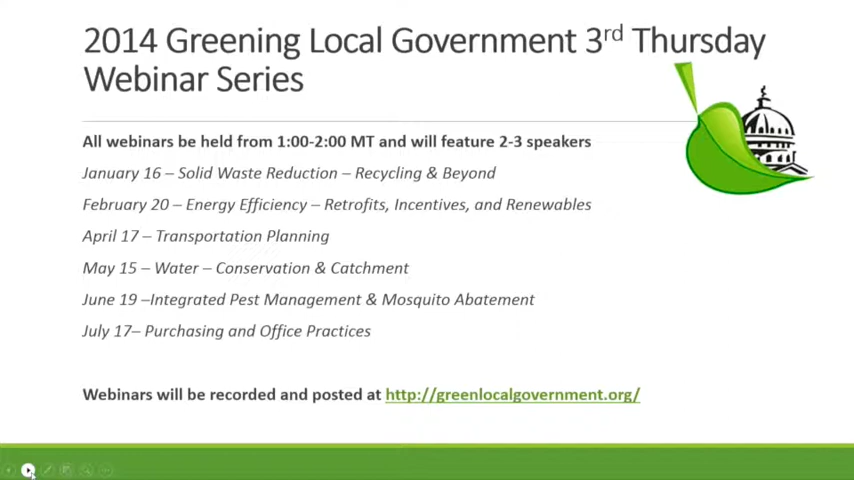 2014 Greening Local Government 3rd Thursday
Webinar Series
All webinars be held from 1:00-2:00 MT and will feature 2-3 speakers
January 16 – Solid Waste Reduction – Recycling & Beyond
February 20 – Energy Efficiency – Retrofits, Incentives, and Renewables
April 17 – Transportation Planning
May 15 – Water – Conservation & Catchment
June 19 –Integrated Pest Management & Mosquito Abatement
July 17– Purchasing and Office Practices
Webinars will be recorded and posted at http://greenlocalgovernment.org/